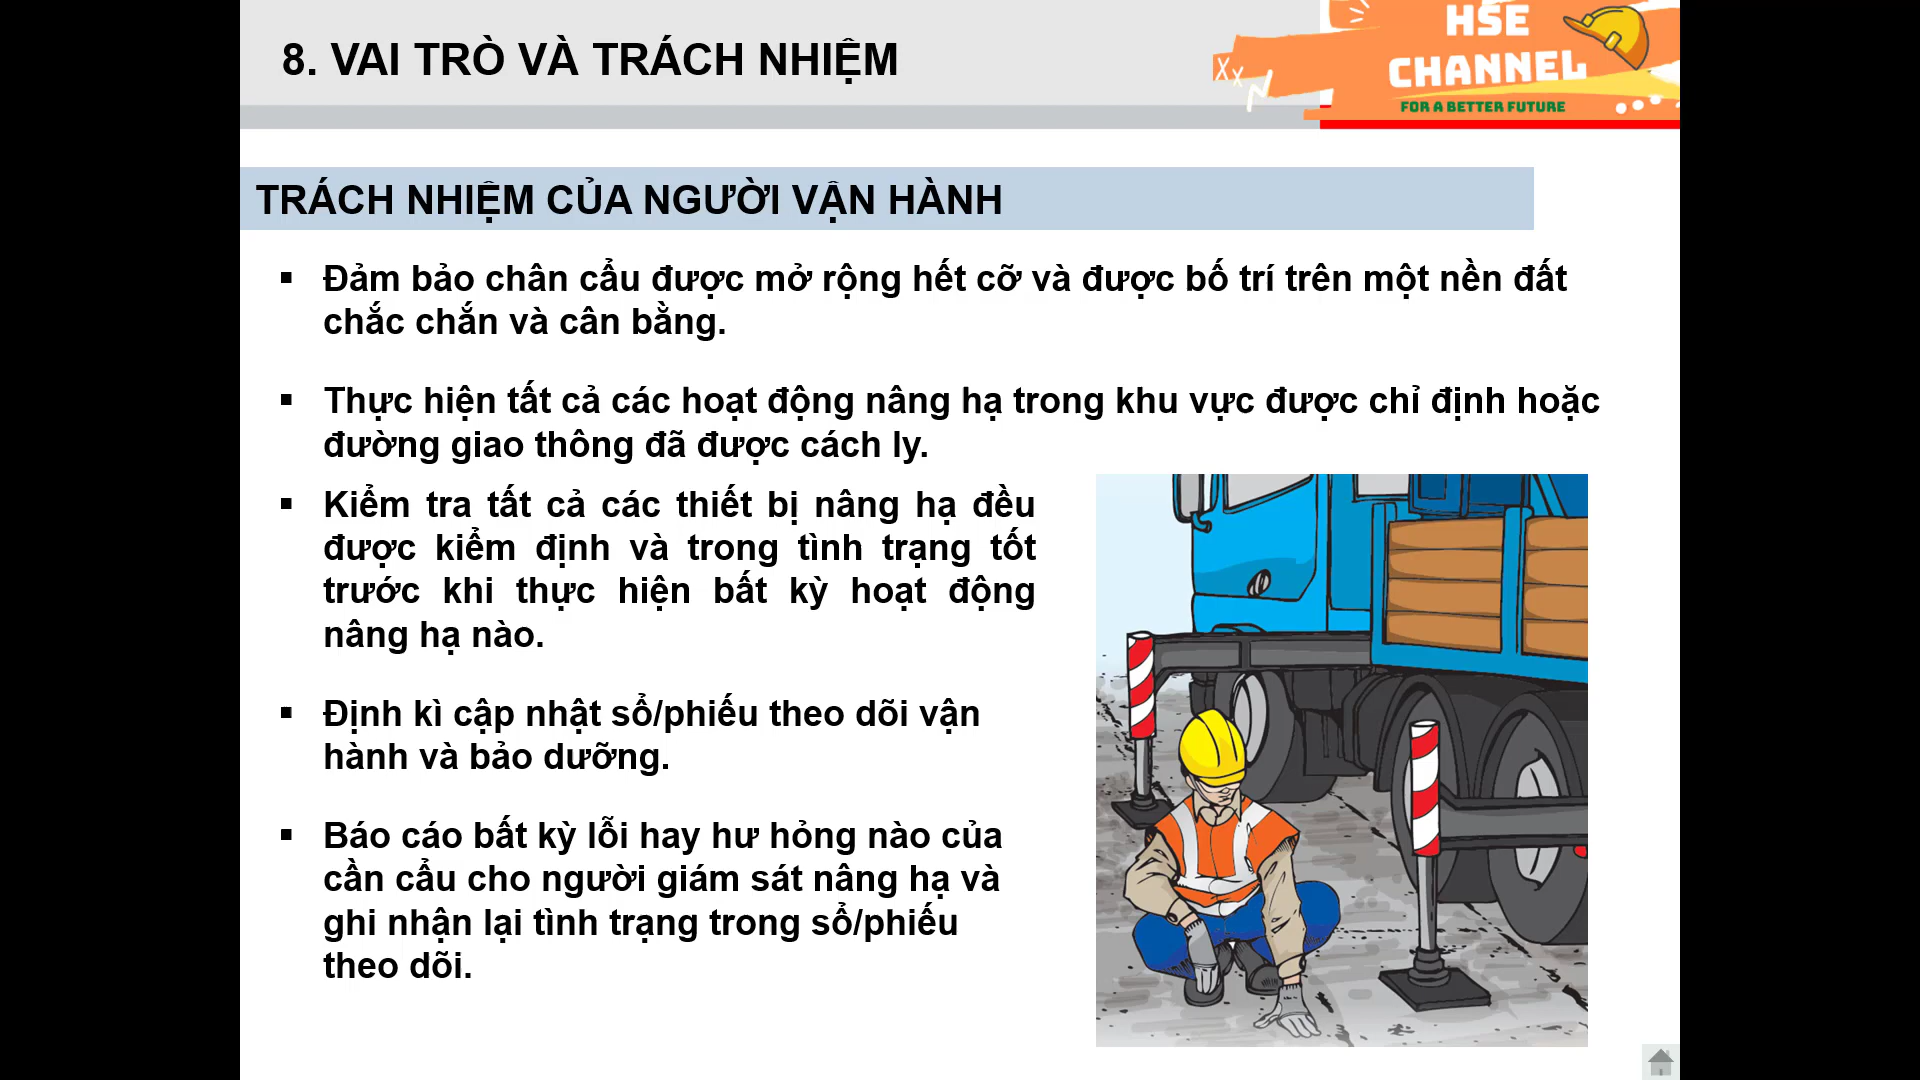 8. VAI TRÒ VÀ TRÁCH NHIỆM
HSE
CHANNEL
FOR A BETTER FUTURE
TRÁCH NHIỆM CỦA NGƯỜI VẬN HÀNH
▪ Đảm bảo chân cẩu được mở rộng hết cỡ và được bố trí trên một nền đất
chắc chắn và cân bằng.
▪ Thực hiện tất cả các hoạt động nâng hạ trong khu vực được chỉ định hoặc
đường giao thông đã được cách ly.
▪ Kiểm tra tất cả các thiết bị nâng hạ đều
được kiểm định và trong tình trạng tốt
trước khi thực hiện bất kỳ hoạt động
nâng hạ nào.
▪ Định kì cập nhật sổ/phiếu theo dõi vận
hành và bảo dưỡng.
▪ Báo cáo bất kỳ lỗi hay hư hỏng nào của
cần cẩu cho người giám sát nâng hạ và
ghi nhận lại tình trạng trong sổ/phiếu
theo dõi.